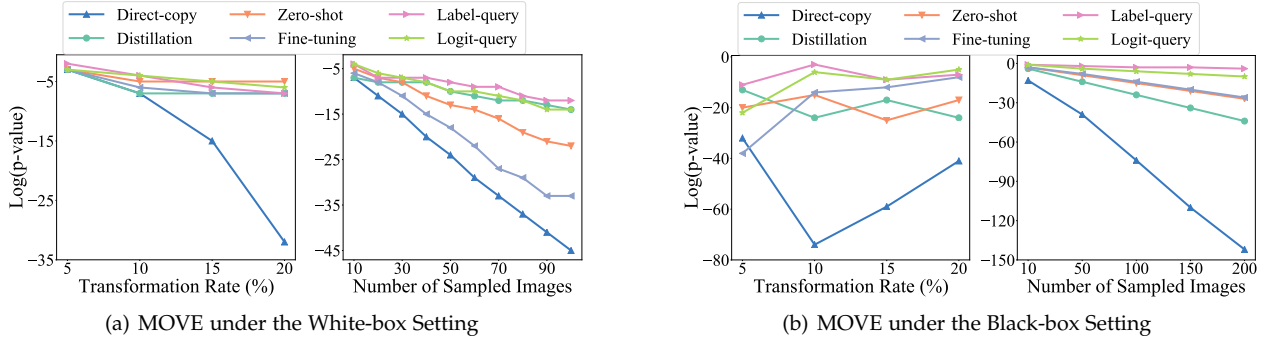 Direct-copy Zero-shot Label-query
Distillation Fine-tuning Logit-query
Log(p-value)
−5
−15
−25
−35
5 10 15 20
Transformation Rate (%)
−5
−15
−25
−35
−45
10 30 50 70 90
Number of Sampled Images
(a) MOVE under the White-box Setting
Direct-copy Zero-shot Label-query
Distillation Fine-tuning Logit-query
Log(p-value)
0
−20
−40
−60
−80
5 10 15 20
Transformation Rate (%)
0
−30
−60
−90
−120
−150
10 50 100 150 200
Number of Sampled Images
(b) MOVE under the Black-box Setting